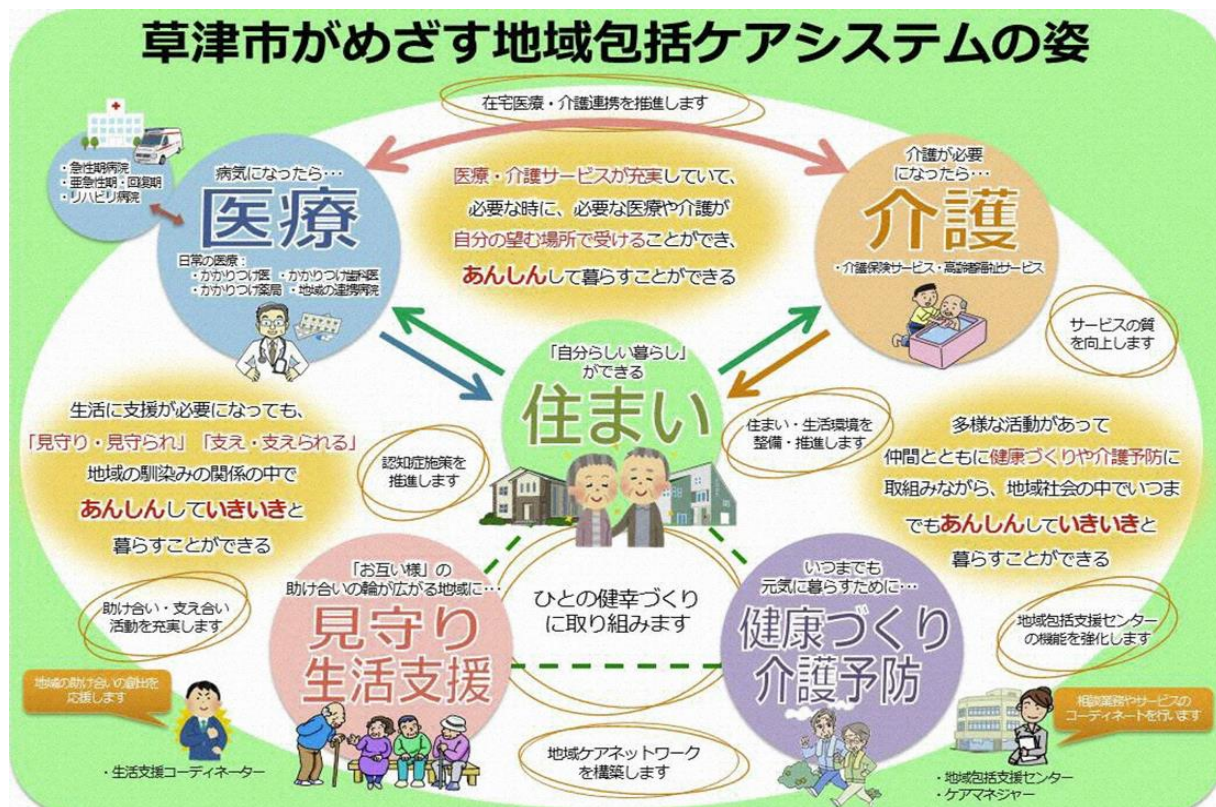 草津市がめざす地域包括ケアシステムの姿
在宅医療・介護連携を推進します
・急性期病院
・亜急性期・回復期
・リハビリ病院
病気になったら…
医療
日常の医療：
・かかりつけ医 ・かかりつけ歯科医
・かかりつけ薬局 ・地域の連携病院
医療・介護サービスが充実していて、
必要な時に、必要な医療や介護が
自分の望む場所で受けることができ、
あんしんして暮らすことができる
介護が必要
になったら…
介護
・介護保険サービス・高齢者福祉サービス
サービスの質
を向上します
「自分らしい暮らし」
ができる
住まい
生活に支援が必要になっても、
「見守り・見守られ」「支え・支えられる」
地域の馴染みの関係の中で
あんしんしていきいきと
暮らすことができる
認知症施策を
推進します
住まい・生活環境を
整備・推進します
多様な活動があって
仲間とともに健康づくりや介護予防に
取組みながら、地域社会の中でいつま
でもあんしんしていきいきと
暮らすことができる
助け合い・支え合い
活動を充実します
「お互い様」の
助け合いの輪が広がる地域に…
見守り
生活支援
ひとの健幸づくり
に取り組みます
いつまでも
元気に暮らすために…
健康づくり
介護予防
地域包括支援センター
の機能を強化します
地域の助け合いの創出を
応援します
・生活支援コーディネーター
地域ケアネットワークを
構築します
相談業務やサービスの
コーディネートを行います
・地域包括支援センター
・ケアマネジャー